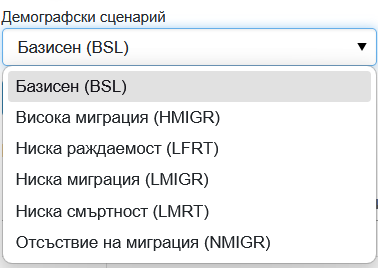 Демографски сценарий
Базисен (BSL)
Базисен (BSL)
Висока миграция (HMIGR)
Ниска раждаемост (LFRT)
Ниска миграция (LMIGR)
Ниска смъртност (LMRT)
Отсъствие на миграция (NMIGR)